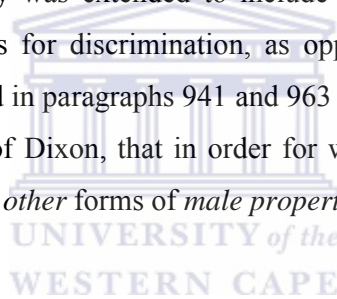 y was extended to include
s for discrimination, as opp
d in paragraphs 941 and 963
of Dixon, that in order for w
other forms of male propert
UNIVERSITY of the
WESTERN CAPE